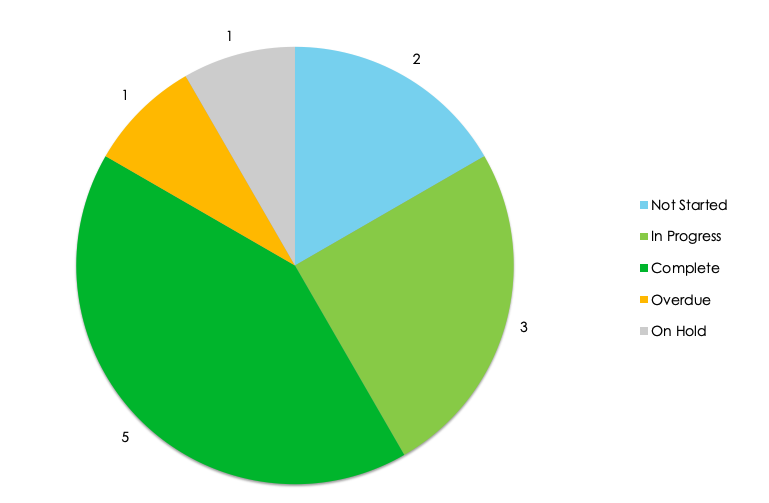 1
2
1
Not Started
In Progress
Complete
Overdue
On Hold
3
5